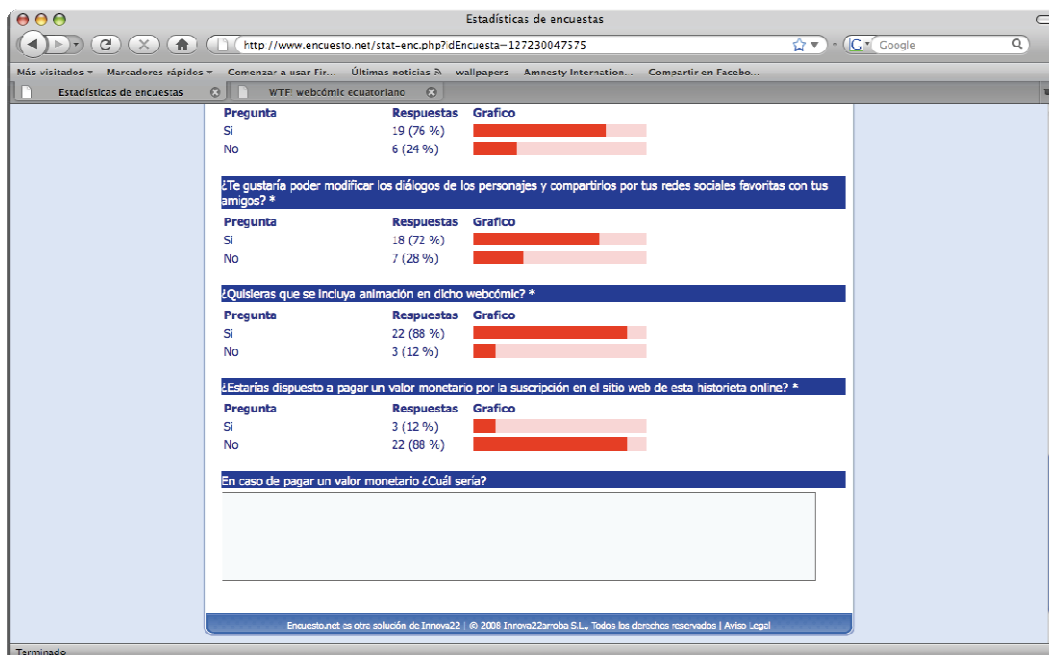 Estadísticas de encuestas
http://www.encuesto.net/stat-enc.php?idEncuesta=127230047575
Google
Más visitados Marcadores rápidos Comenzar a usar Fir... Últimas noticias wallpapers Amnesty Internation... Compartir en Facebo...
Estadísticas de encuestas WTF! webcómic ecuatoriano
Pregunta Respuestas Grafico
Si 19 (76 %)
No 6 (24 %)
¿Te gustaría poder modificar los diálogos de los personajes y compartirlos por tus redes sociales favoritas con tus
amigos? *
Pregunta Respuestas Grafico
Si 18 (72 %)
No 7 (28 %)
¿Quisieras que se incluya animación en dicho webcómic? *
Pregunta Respuestas Grafico
Si 22 (88 %)
No 3 (12 %)
¿Estarías dispuesto a pagar un valor monetario por la suscripción en el sitio web de esta historieta online? *
Pregunta Respuestas Grafico
Si 3 (12 %)
No 22 (88 %)
En caso de pagar un valor monetario ¿Cuál sería?
Encuesto.net es otra solución de Innova22 | © 2008 Innova22arroba S.L., Todos los derechos reservados | Aviso Legal
Terminado